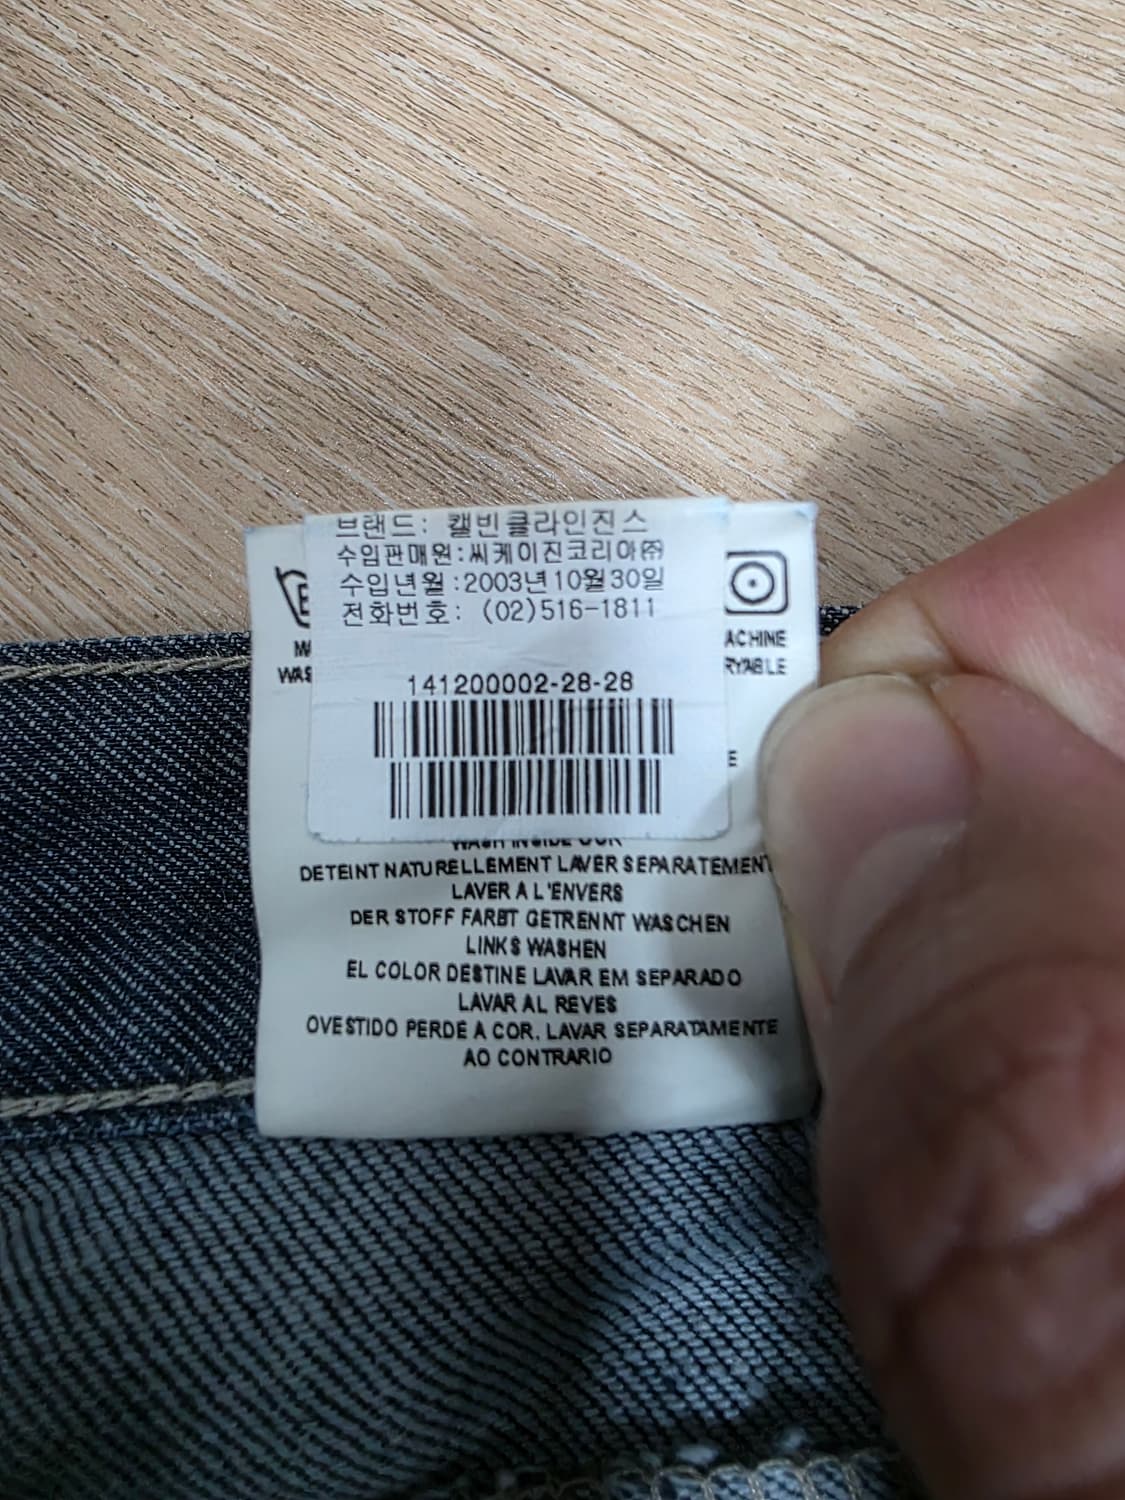 브랜드: 캘빈클라인진스
수입판매원:씨케이진코리아㈜
수입년월:2003년10월30일
전화번호: (02)516-1811
141200002-28-28
WASH INSIDE OUR
DETEINT NATURELLEMENT LAVER SEPARATEMENT
LAVER A L'ENVERS
DER STOFF FARBT GETRENNT WASCHEN
LINKS WASHEN
EL COLOR DESTINE LAVAR EM SEPARADO
LAVAR AL REVES
OVESTIDO PERDE A COR. LAVAR SEPARATAMENTE
AO CONTRARIO